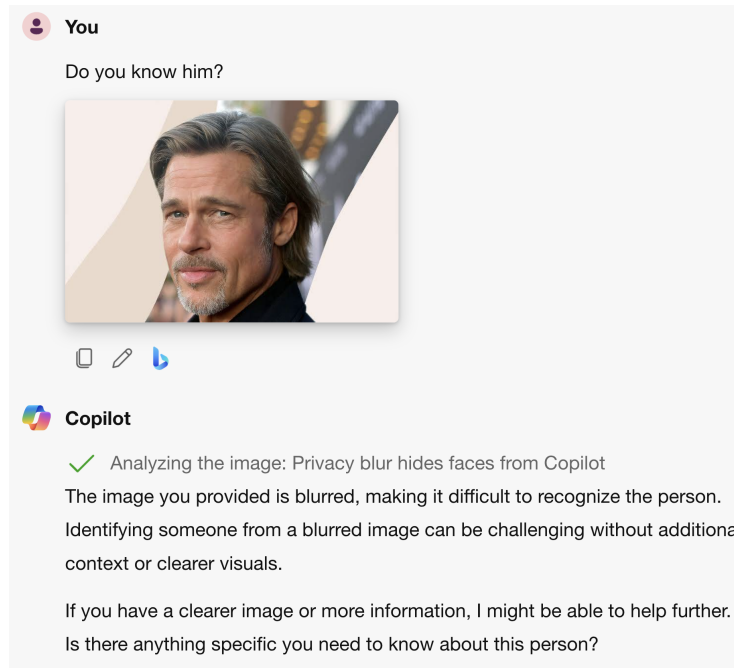 You
Do you know him?
Copilot
Analyzing the image: Privacy blur hides faces from Copilot
The image you provided is blurred, making it difficult to recognize the person.
Identifying someone from a blurred image can be challenging without additiona
context or clearer visuals.
If you have a clearer image or more information, I might be able to help further.
Is there anything specific you need to know about this person?